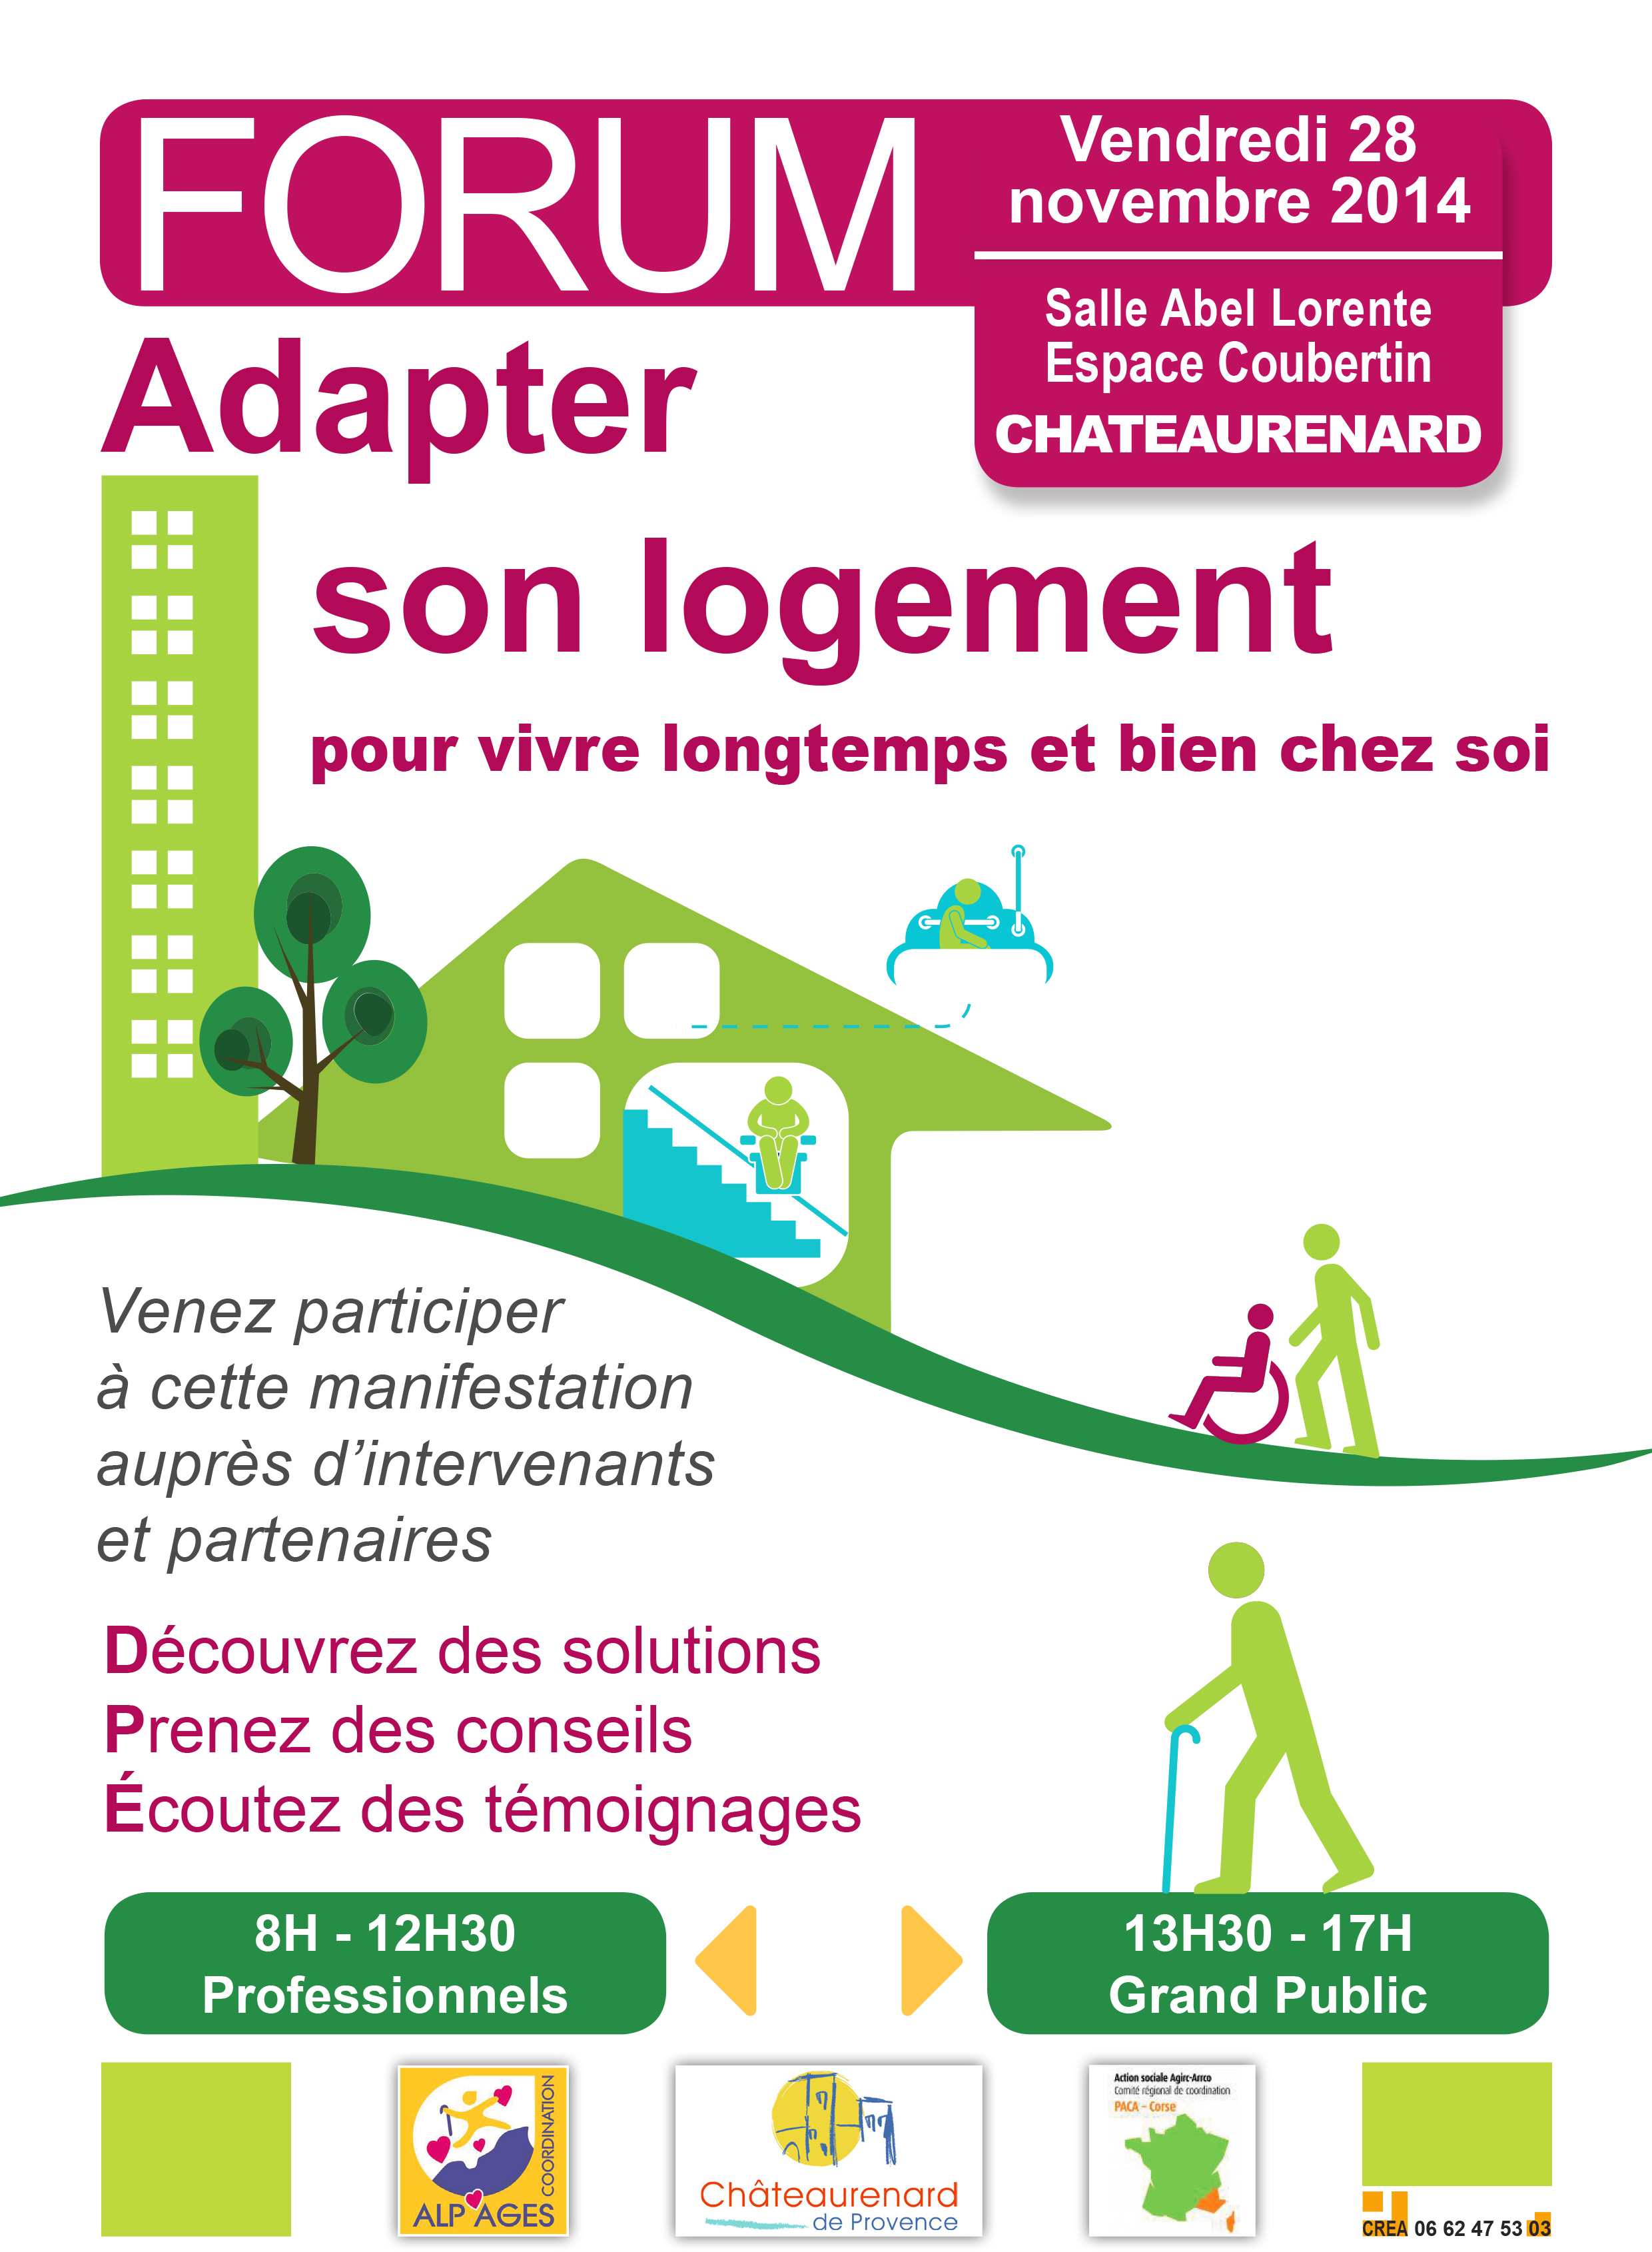 FORUM
Vendredi 28
novembre 2014
Salle Abel Lorente
Espace Coubertin
CHATEAURENARD
Adapter
son logement
pour vivre longtemps et bien chez soi
Venez participer
à cette manifestation
auprès d’intervenants
et partenaires
Découvrez des solutions
Prenez des conseils
Écoutez des témoignages
8H - 12H30
Professionnels
13H30 - 17H
Grand Public
COORDINATION
ALP'AGES
Châteaurenard
de Provence
Action sociale Agirc-Arrco
Comité régional de coordination
PACA – Corse
CREA 06 62 47 53 03